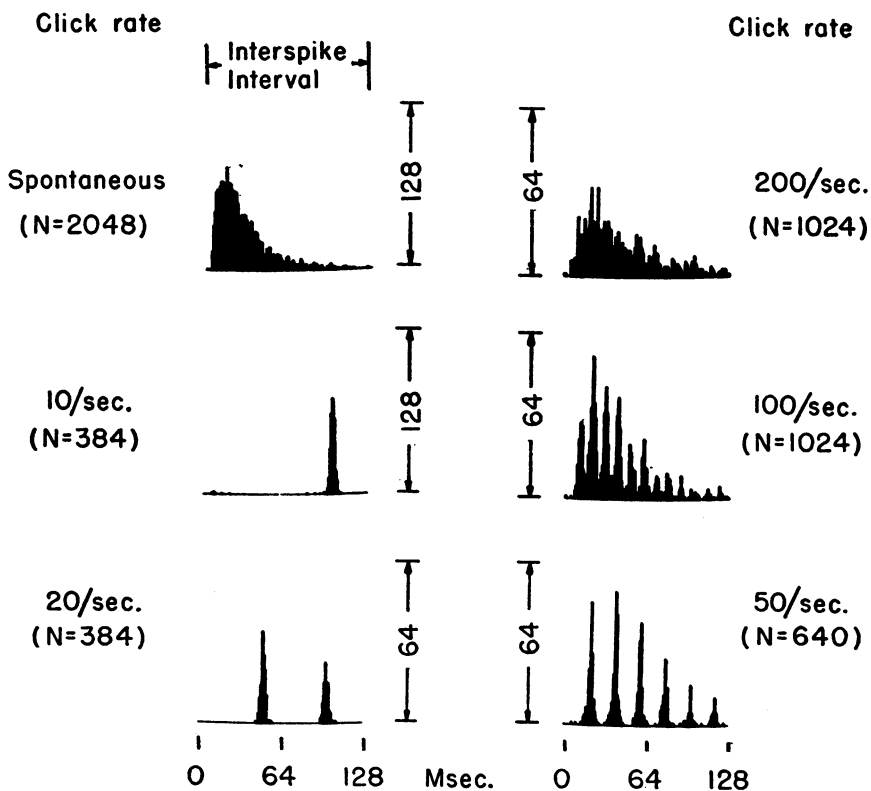 Click rate
Click rate
Interspike
Interval
Spontaneous
(N=2048)
128
64
200/sec.
(N=1024)
10/sec.
(N=384)
128
64
100/sec.
(N=1024)
20/sec.
(N=384)
64
64
50/sec.
(N=640)
0 64 128 Msec. 0 64 128